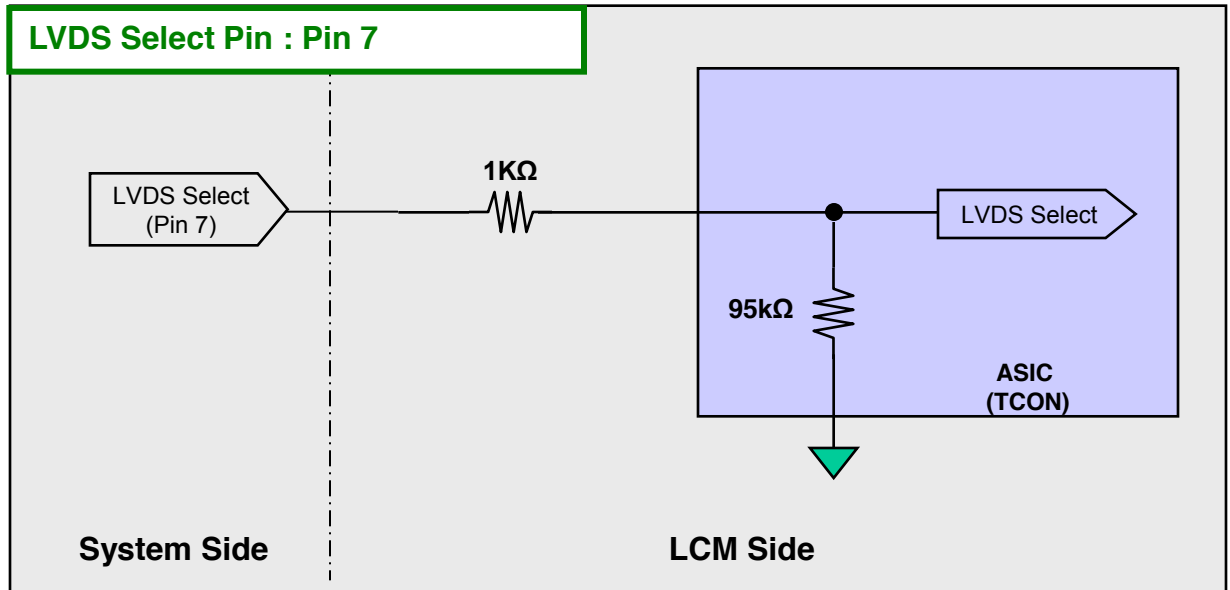 LVDS Select Pin : Pin 7
1KΩ
LVDS Select
(Pin 7)
LVDS Select
95kΩ
ASIC
(TCON)
System Side
LCM Side